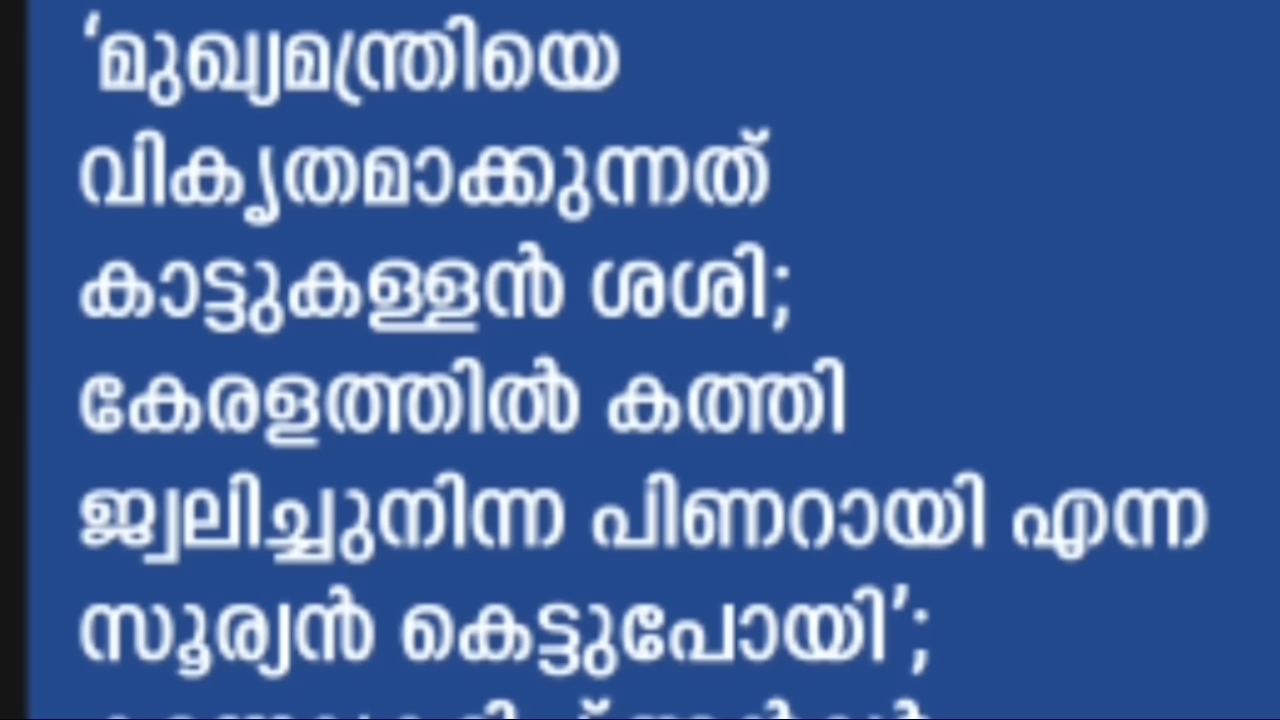 ‘മുഖ്യമന്ത്രിയെ
വികൃതമാക്കുന്നത്
കാട്ടുകള്ളൻ ശശി;
കേരളത്തിൽ കത്തി
ജ്വലിച്ചുനിന്ന പിണറായി എന്ന
സൂര്യൻ കെട്ടുപോയി’;